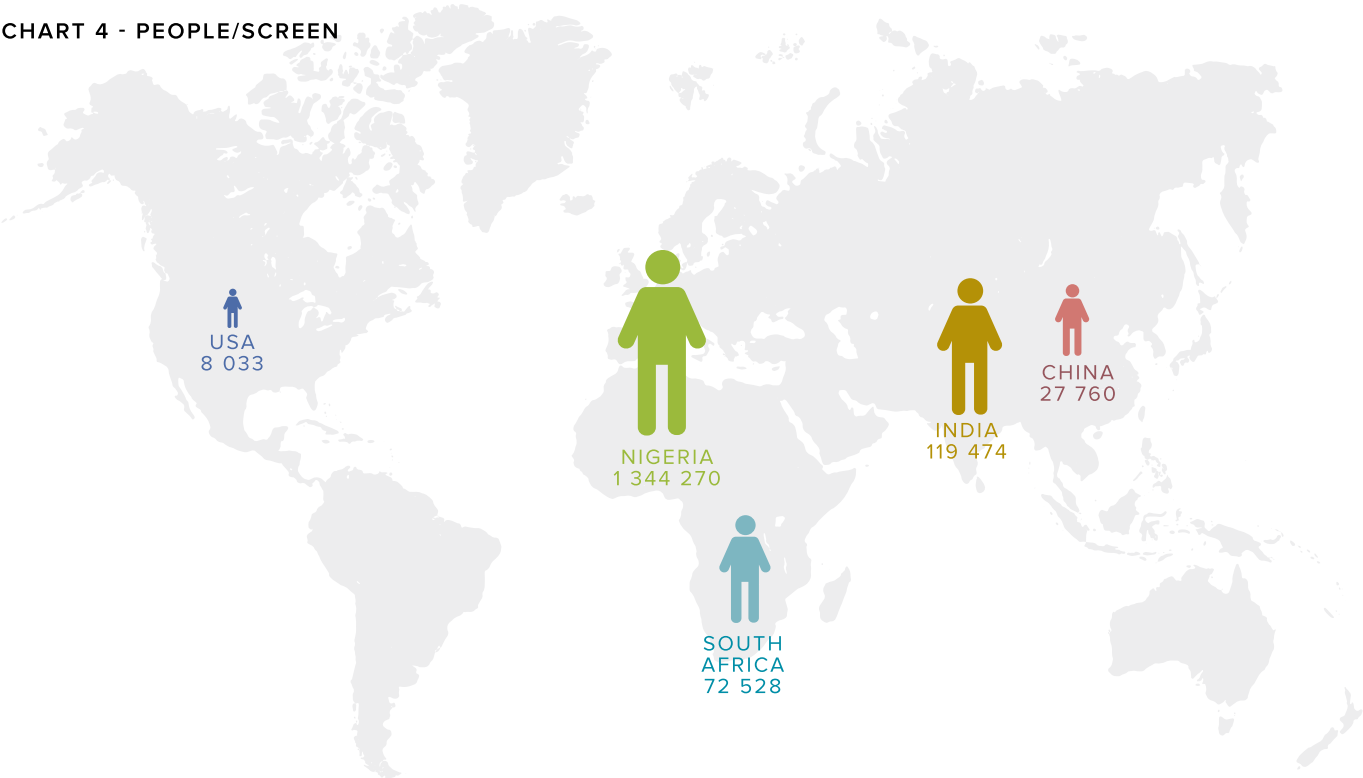 CHART 4 - PEOPLE/SCREEN
USA
8 033
NIGERIA
1 344 270
INDIA
119 474
CHINA
27 760
SOUTH
AFRICA
72 528